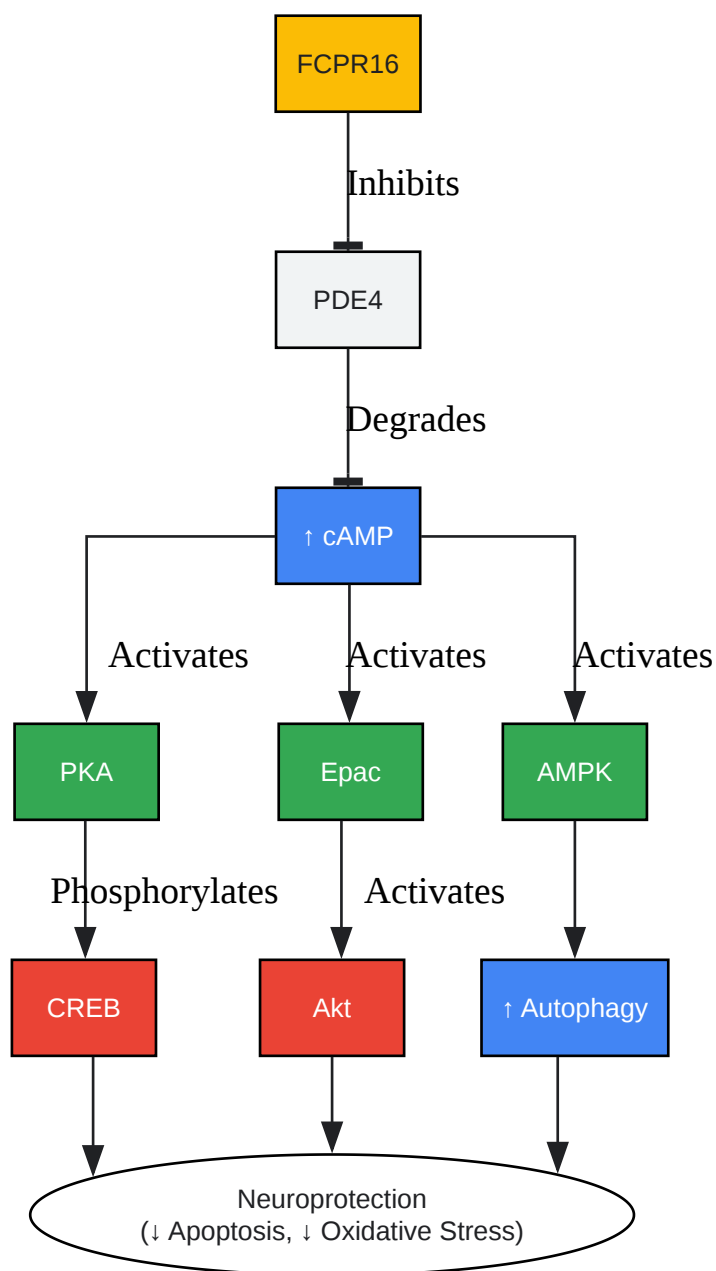 FCPR16
Inhibits
PDE4
Degrades
↑ cAMP
Activates
Activates
Activates
PKA
Epac
AMPK
Phosphorylates
Activates
CREB
Akt
↑ Autophagy
Neuroprotection
(↓ Apoptosis, ↓ Oxidative Stress)